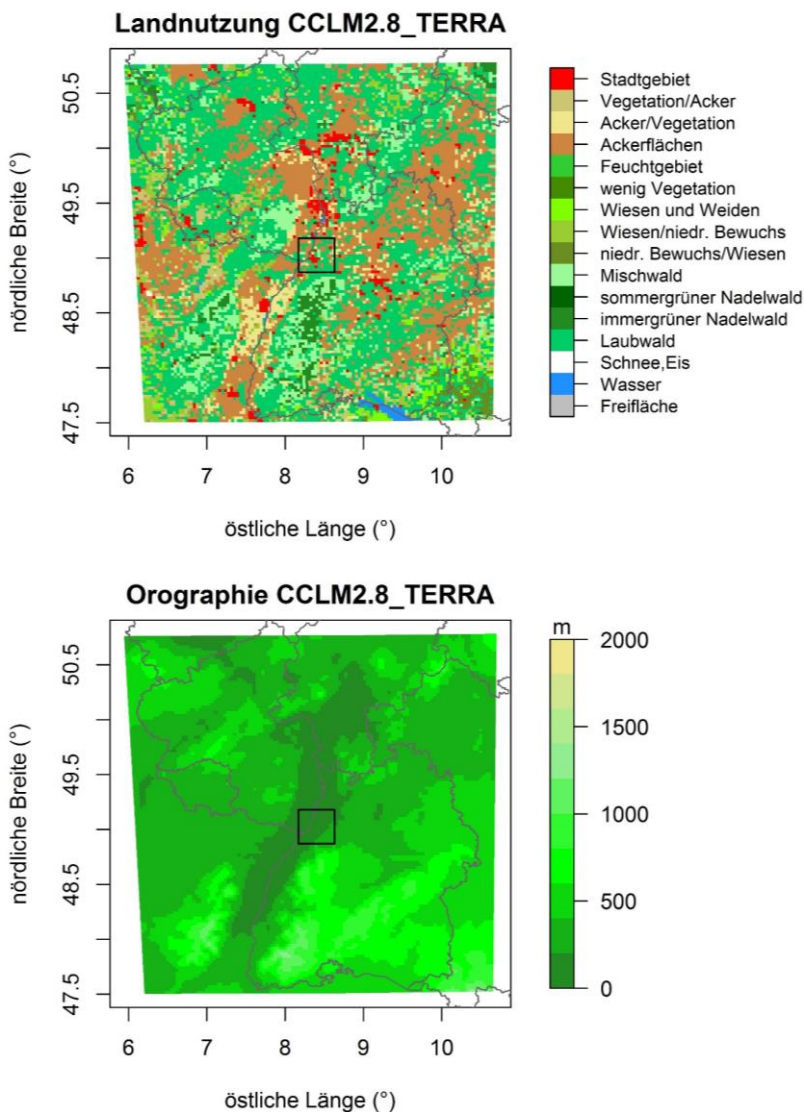 Landnutzung CCLM2.8_TERRA
nördliche Breite (°)
50.5
49.5
48.5
47.5
6 7 8 9 10
östliche Länge (°)
Stadtgebiet
Vegetation/Acker
Acker/Vegetation
Ackerflächen
Feuchtgebiet
wenig Vegetation
Wiesen und Weiden
Wiesen/niedr. Bewuchs
niedr. Bewuchs/Wiesen
Mischwald
sommergrüner Nadelwald
immergrüner Nadelwald
Laubwald
Schnee,Eis
Wasser
Freifläche
Orographie CCLM2.8_TERRA
nördliche Breite (°)
50.5
49.5
48.5
47.5
6 7 8 9 10
östliche Länge (°)
m
2000
1500
1000
500
0